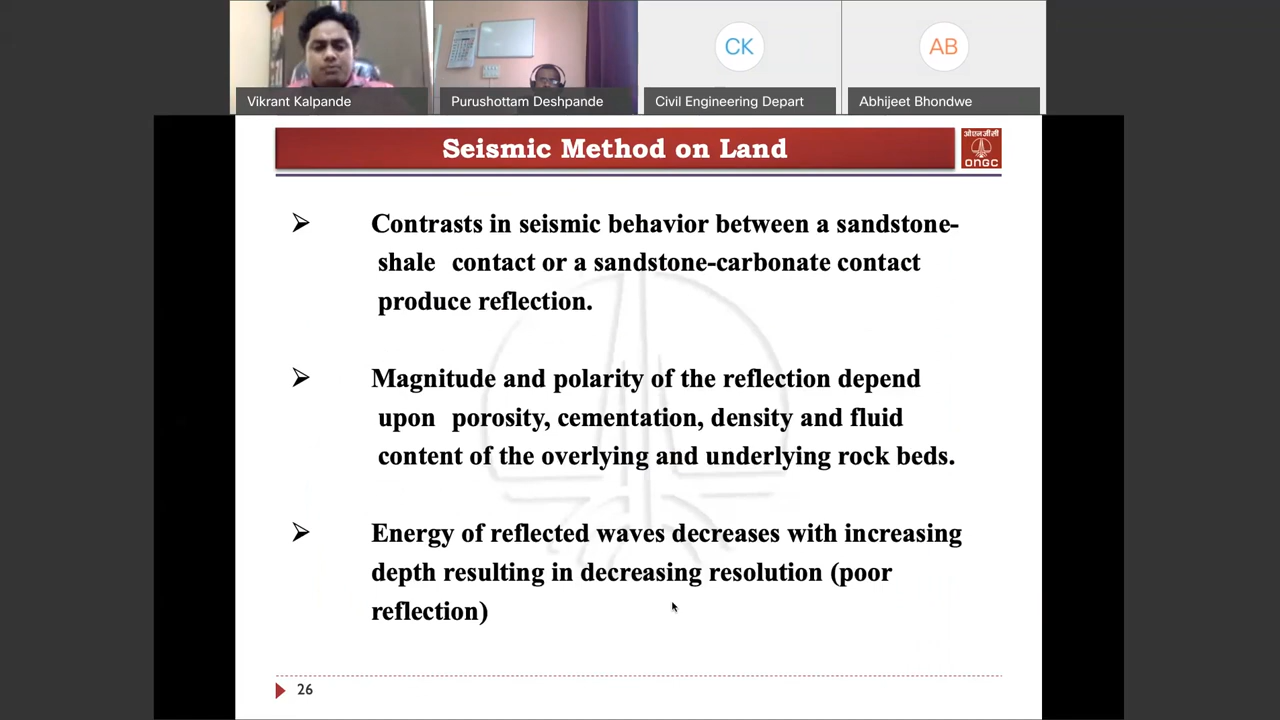 CK
AB
Vikrant Kalpande
Purushottam Deshpande
Civil Engineering Depart
Abhijeet Bhondwe
Seismic Method on Land
ओएनजीसी
ONGC
➢ Contrasts in seismic behavior between a sandstone-
shale contact or a sandstone-carbonate contact
produce reflection.
➢ Magnitude and polarity of the reflection depend
upon porosity, cementation, density and fluid
content of the overlying and underlying rock beds.
➢ Energy of reflected waves decreases with increasing
depth resulting in decreasing resolution (poor
reflection)
26